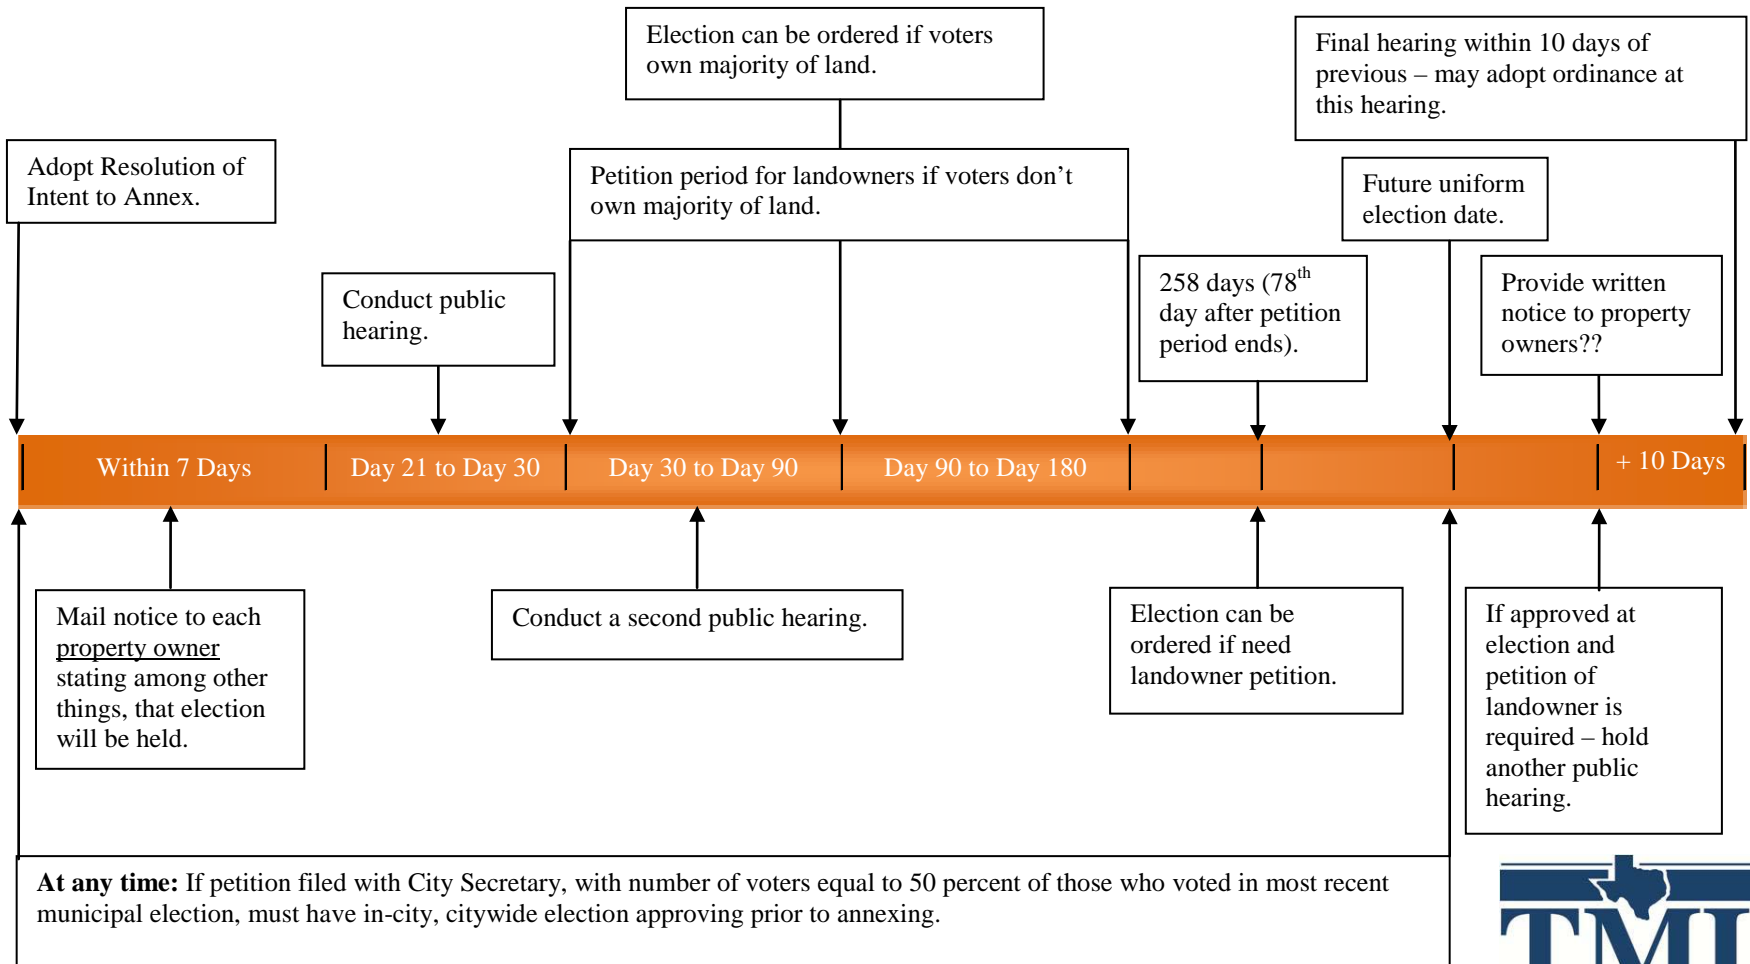 Election can be ordered if voters
own majority of land.
Final hearing within 10 days of
previous – may adopt ordinance at
this hearing.
Adopt Resolution of
Intent to Annex.
Petition period for landowners if voters don’t
own majority of land.
Future uniform
election date.
Conduct public
hearing.
258 days (78th
day after petition
period ends).
Provide written
notice to property
owners??
Within 7 Days
Day 21 to Day 30
Day 30 to Day 90
Day 90 to Day 180
+ 10 Days
Mail notice to each
property owner
stating among other
things, that election
will be held.
Conduct a second public hearing.
Election can be
ordered if need
landowner petition.
If approved at
election and
petition of
landowner is
required – hold
another public
hearing.
At any time: If petition filed with City Secretary, with number of voters equal to 50 percent of those who voted in most recent
municipal election, must have in-city, citywide election approving prior to annexing.
TML